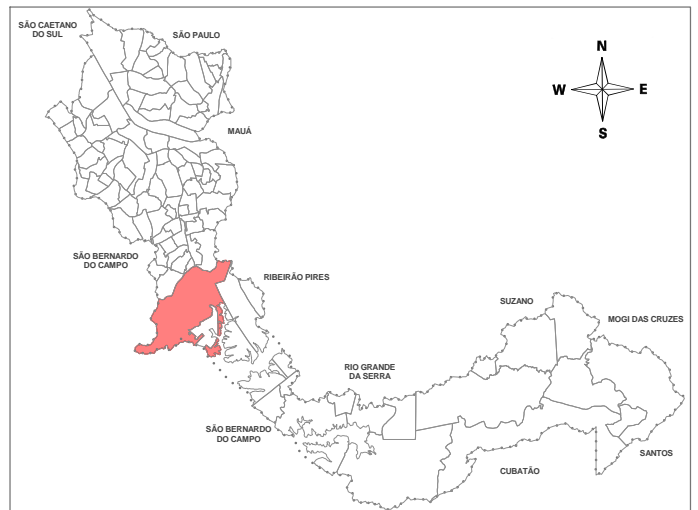 SÃO CAETANO
DO SUL
SÃO PAULO
N
W
E
S
MAUÁ
SÃO BERNARDO
DO CAMPO
RIBEIRÃO PIRES
SUZANO
MOGI DAS CRUZES
RIO GRANDE
DA SERRA
SÃO BERNARDO
DO CAMPO
SANTOS
CUBATÃO